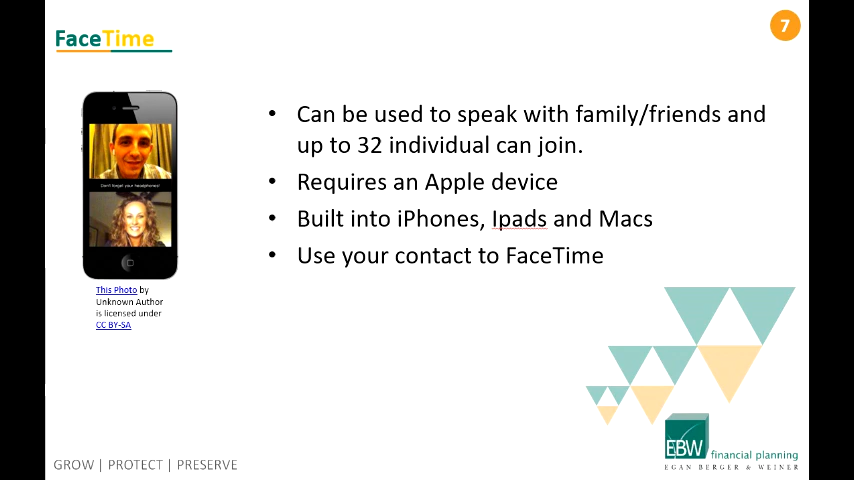 FaceTime
7
• Can be used to speak with family/friends and
up to 32 individual can join.
• Requires an Apple device
• Built into iPhones, Ipads and Macs
• Use your contact to FaceTime
Don't forget your headphones!
This Photo by
Unknown Author
is licensed under
CC BY-SA
GROW | PROTECT | PRESERVE
EBW financial planning
EGAN BERGER & WEINER